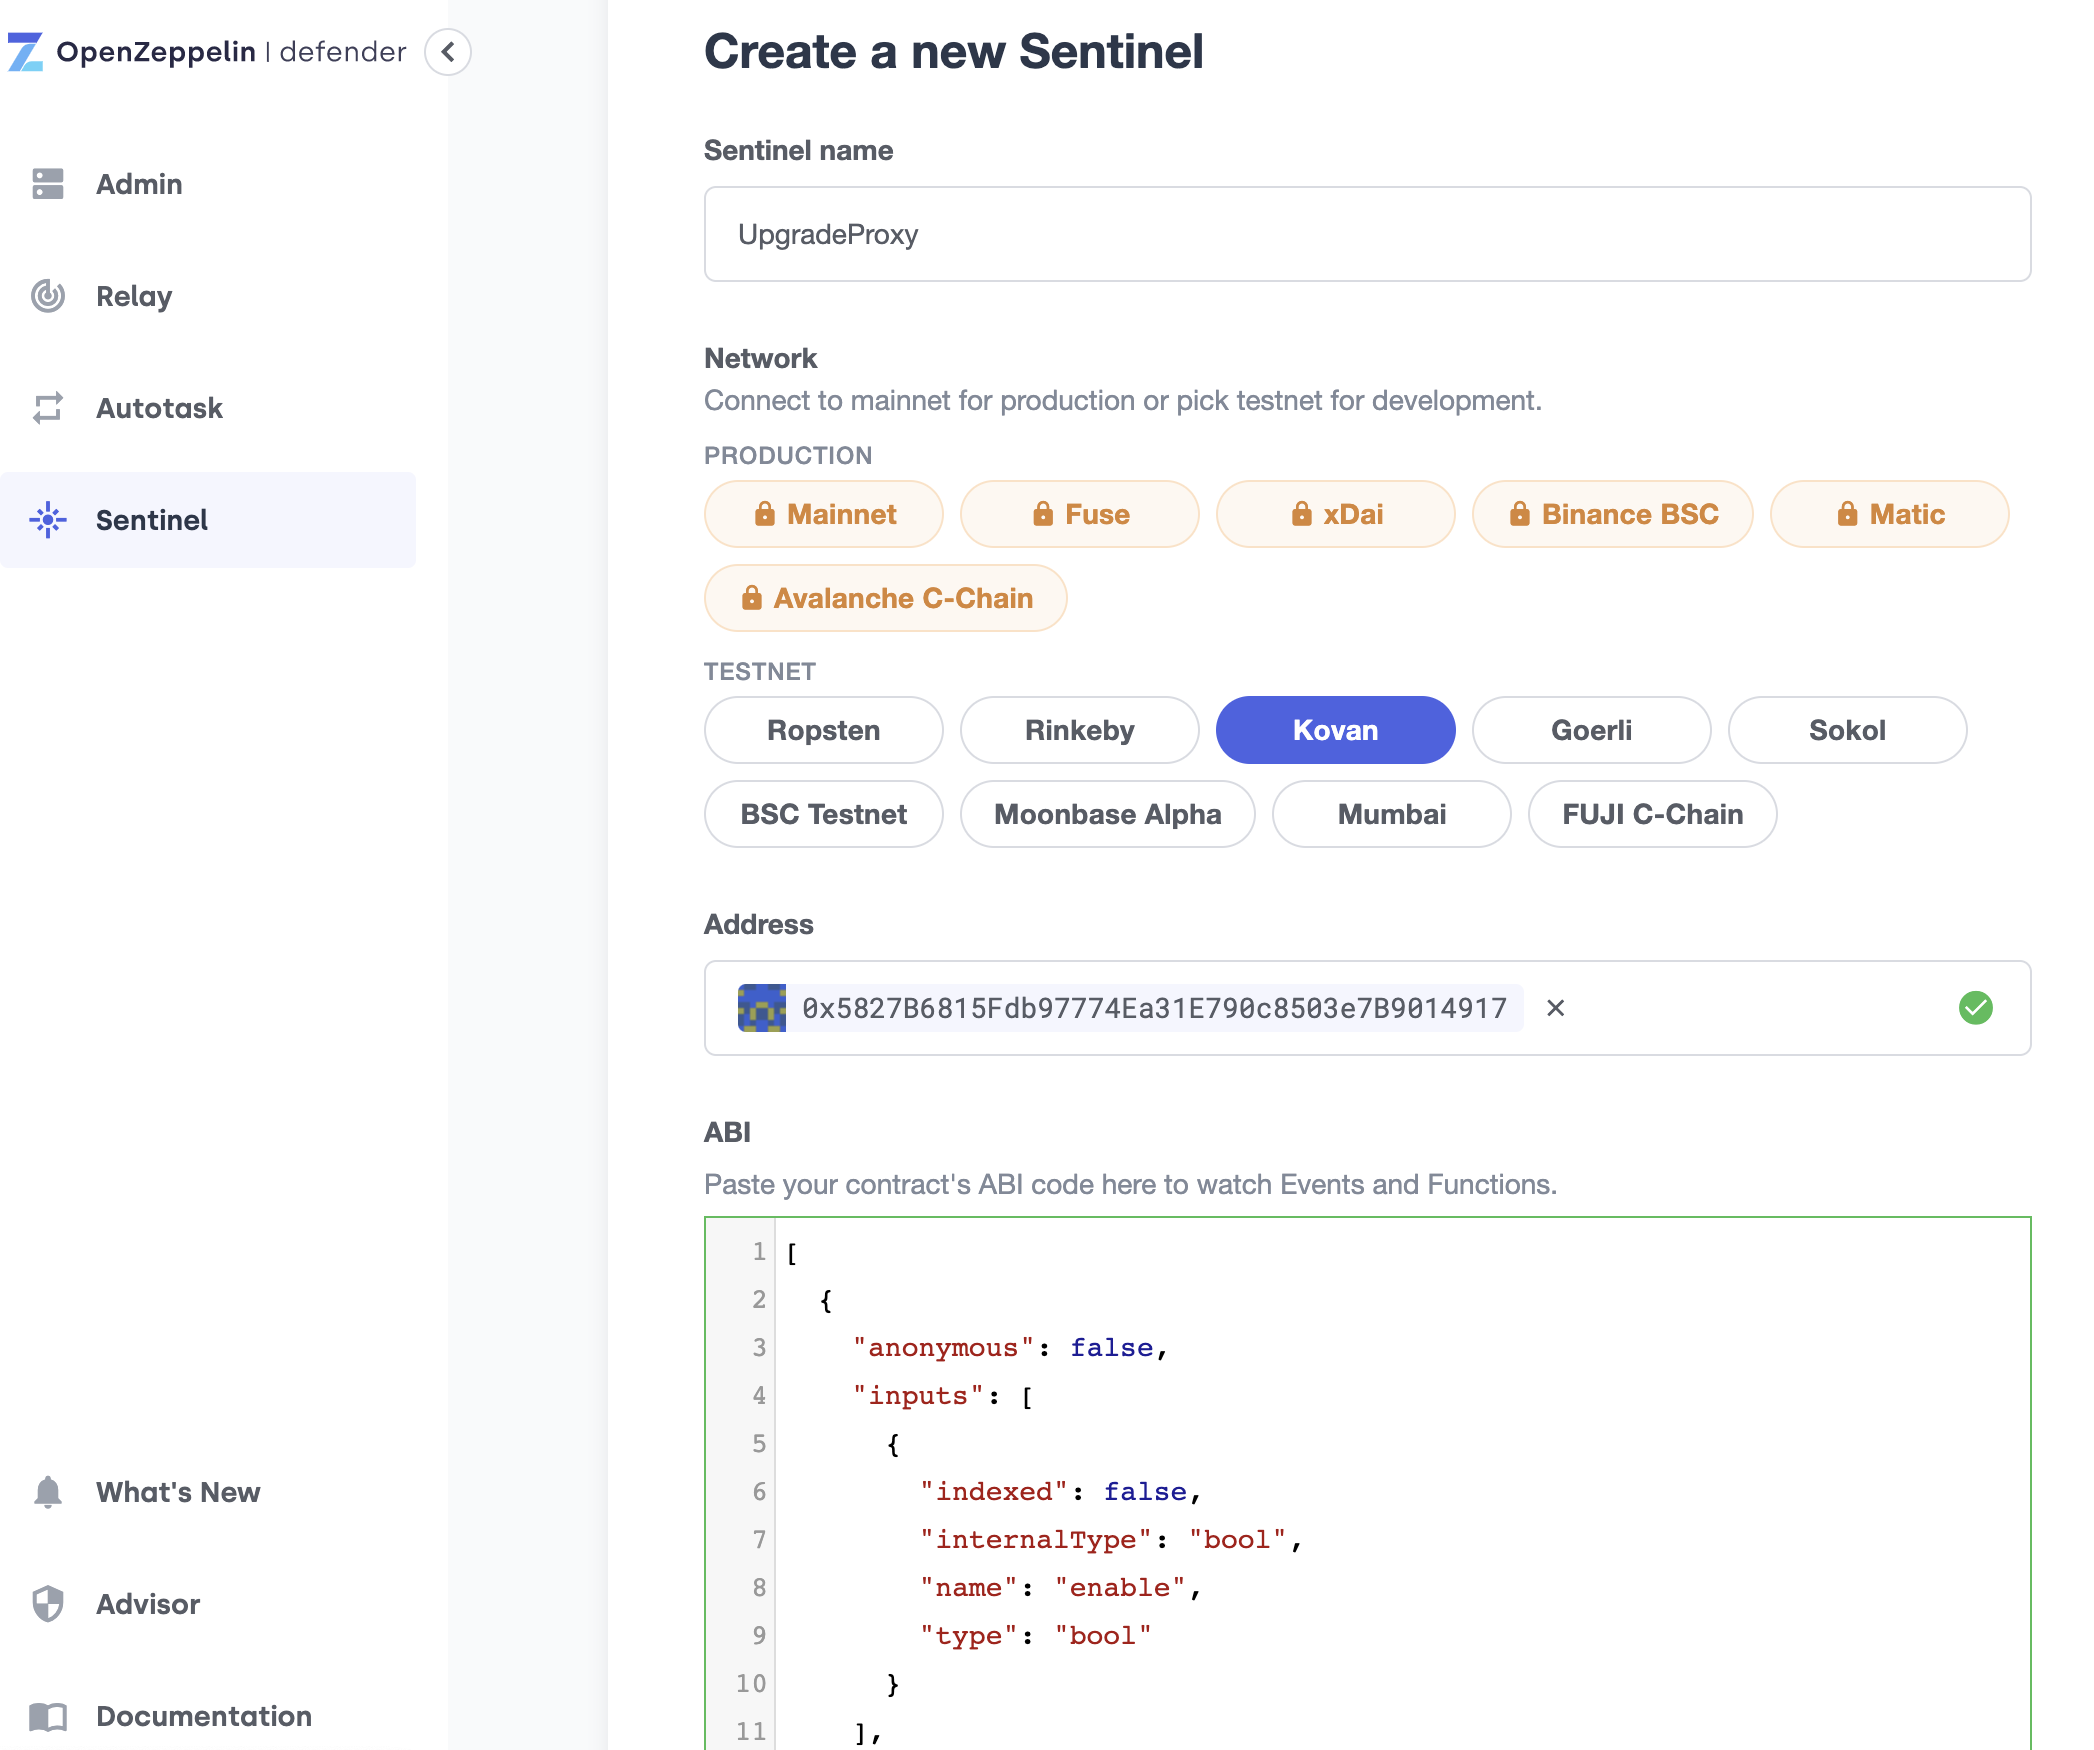 OpenZeppelin | defender
Admin
Relay
Autotask
Sentinel
What's New
Advisor
Documentation
Create a new Sentinel
Sentinel name
UpgradeProxy
Network
Connect to mainnet for production or pick testnet for development.
PRODUCTION
Mainnet Fuse xDai Binance BSC Matic
Avalanche C-Chain
TESTNET
Ropsten Rinkeby Kovan Goerli Sokol
BSC Testnet Moonbase Alpha Mumbai FUJI C-Chain
Address
0x5827B6815Fdb97774Ea31E790c8503e7B9014917 ×
ABI
Paste your contract's ABI code here to watch Events and Functions.
1 [
2 {
3 "anonymous": false,
4 "inputs": [
5 {
6 "indexed": false,
7 "internalType": "bool",
8 "name": "enable",
9 "type": "bool"
10 }
11 ],